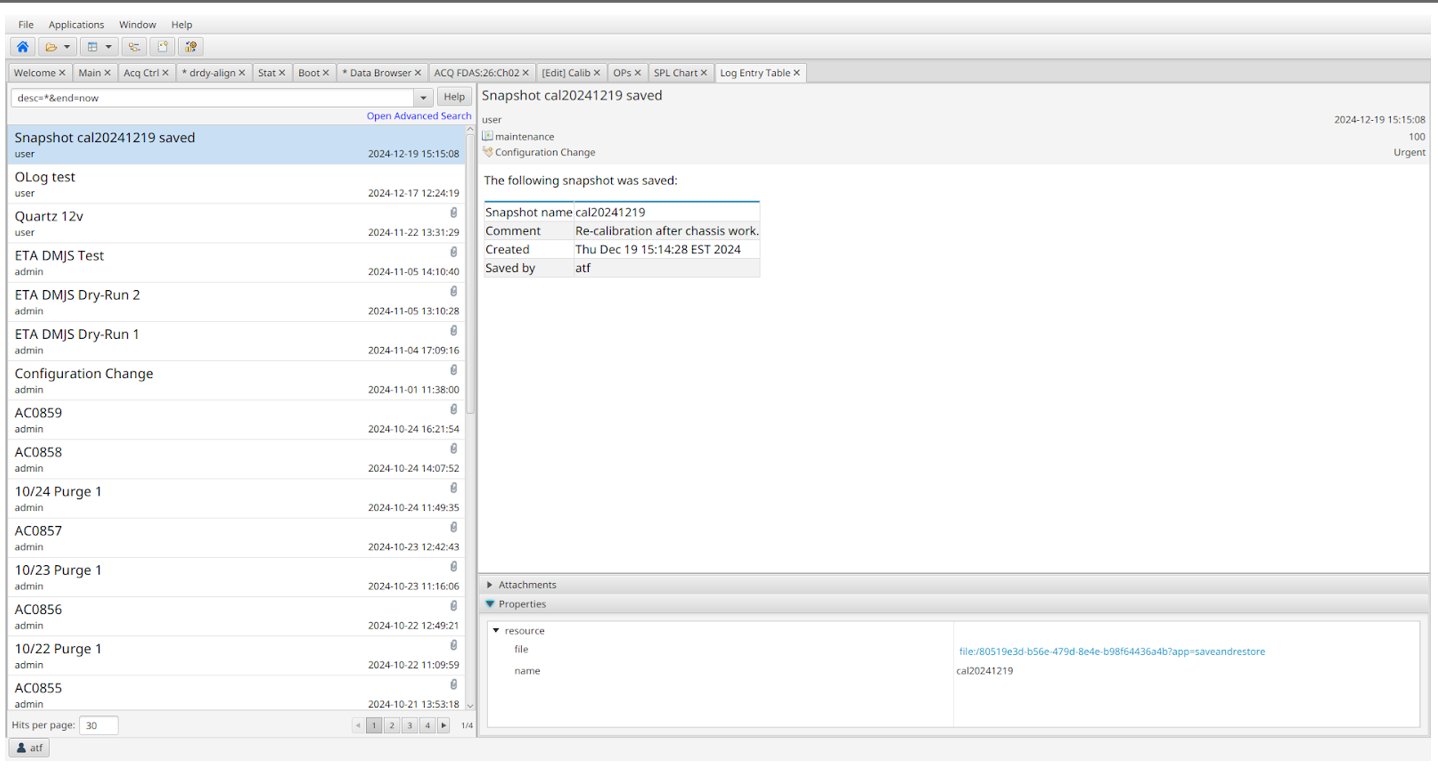 File Applications Window Help
Welcome Main Acq Ctrl * drdy-align Stat Boot * Data Browser ACQ FDAS:26:Ch02 [Edit] Calib OPs SPL Chart Log Entry Table
desc=*&end=now Help
Open Advanced Search
Snapshot cal20241219 saved
user 2024-12-19 15:15:08
OLog test
user 2024-12-17 12:24:19
Quartz 12v
user 2024-11-22 13:31:29
ETA DMJS Test
admin 2024-11-05 14:10:40
ETA DMJS Dry-Run 2
admin 2024-11-05 13:10:28
ETA DMJS Dry-Run 1
admin 2024-11-04 17:09:16
Configuration Change
admin 2024-11-01 11:38:00
AC0859
admin 2024-10-24 16:21:54
AC0858
admin 2024-10-24 14:07:52
10/24 Purge 1
admin 2024-10-24 11:49:35
AC0857
admin 2024-10-23 12:42:43
10/23 Purge 1
admin 2024-10-23 11:16:06
AC0856
admin 2024-10-22 12:49:21
10/22 Purge 1
admin 2024-10-22 11:09:59
AC0855
admin 2024-10-21 13:53:18
Hits per page: 30 1 2 3 4 1/4
atf
Snapshot cal20241219 saved
user 2024-12-19 15:15:08
maintenance 100
Configuration Change Urgent
The following snapshot was saved:
Snapshot name cal20241219
Comment Re-calibration after chassis work.
Created Thu Dec 19 15:14:28 EST 2024
Saved by atf
Attachments
Properties
resource
file file:/80519e3d-b56e-479d-8e4e-b98f64436a4b?app=saveandrestore
name cal20241219